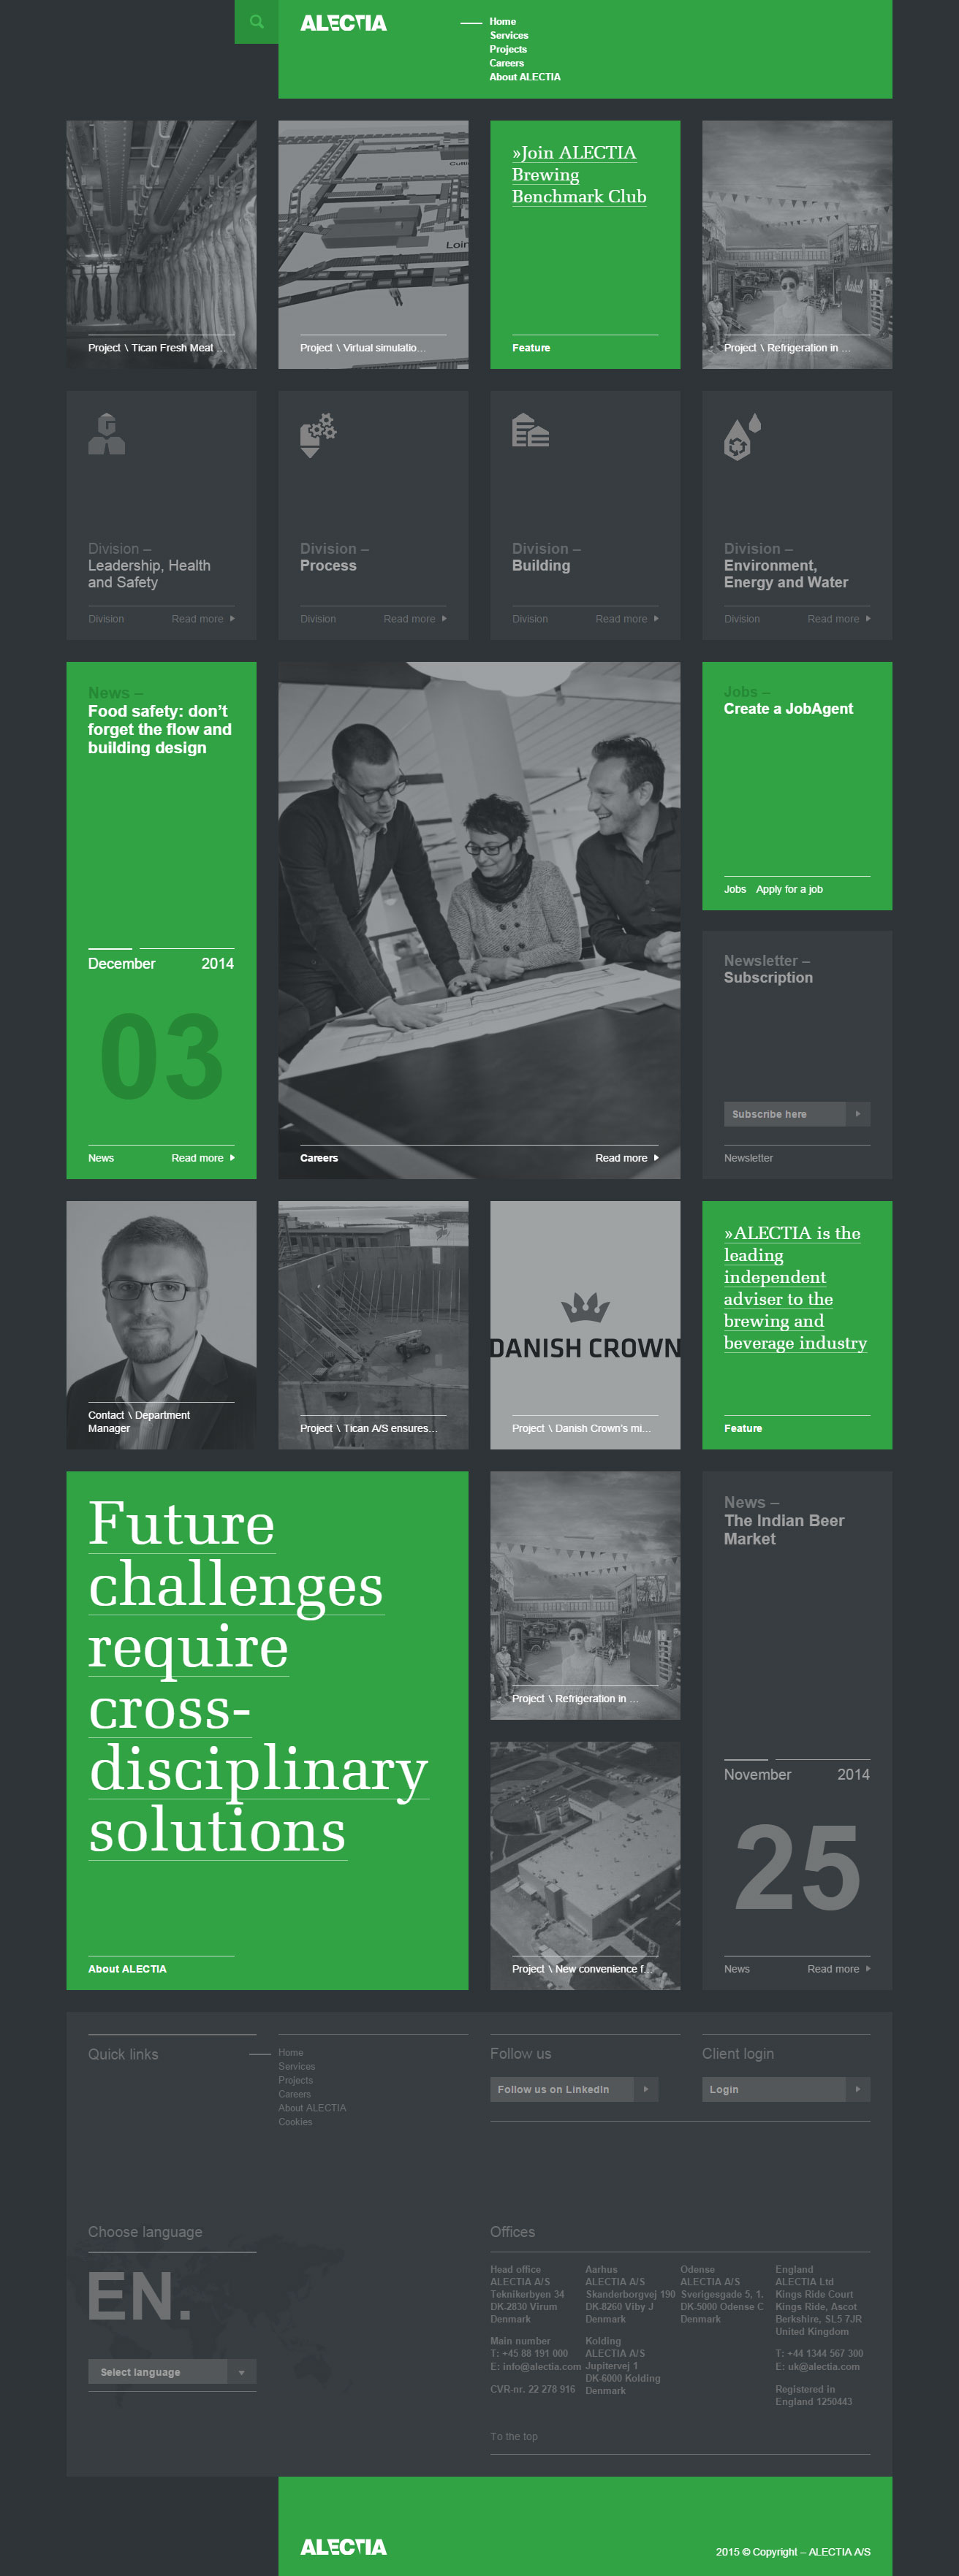 ALECTIA
Home
Services
Projects
Careers
About ALECTIA
Loin
Project \ Tican Fresh Meat ...
Project \ Virtual simulatio...
»Join ALECTIA
Brewing
Benchmark Club
Feature
Project \ Refrigeration in ...
Division –
Leadership, Health
and Safety
Division Read more
Division –
Process
Division Read more
Division –
Building
Division Read more
Division –
Environment,
Energy and Water
Division Read more
News –
Food safety: don't
forget the flow and
building design
December 2014
03
News Read more
Careers Read more
Jobs –
Create a JobAgent
Jobs Apply for a job
Newsletter –
Subscription
Subscribe here
Newsletter
Contact \ Department
Manager
Project \ Tican A/S ensures...
DANISH CROWN
Project \ Danish Crown's mi...
»ALECTIA is the
leading
independent
adviser to the
brewing and
beverage industry
Feature
Future
challenges
require
cross-
disciplinary
solutions
About ALECTIA
Project \ Refrigeration in ...
Project \ New convenience f...
News –
The Indian Beer
Market
November 2014
25
News Read more
Quick links
Home
Services
Projects
Careers
About ALECTIA
Cookies
Follow us
Follow us on LinkedIn
Client login
Login
Choose language
EN.
Select language
Offices
Head office
ALECTIA A/S
Teknikerbyen 34
DK-2830 Virum
Denmark
Main number
T: +45 88 191 000
E: info@alectia.com
CVR-nr. 22 278 916
Aarhus
ALECTIA A/S
Skanderborgvej 190
DK-8260 Viby J
Denmark
Kolding
ALECTIA A/S
Jupitervej 1
DK-6000 Kolding
Denmark
Odense
ALECTIA A/S
Sverigesgade 5, 1.
DK-5000 Odense C
Denmark
England
ALECTIA Ltd
Kings Ride Court
Kings Ride, Ascot
Berkshire, SL5 7JR
United Kingdom
T: +44 1344 567 300
E: uk@alectia.com
Registered in
England 1250443
To the top
ALECTIA
2015 © Copyright – ALECTIA A/S